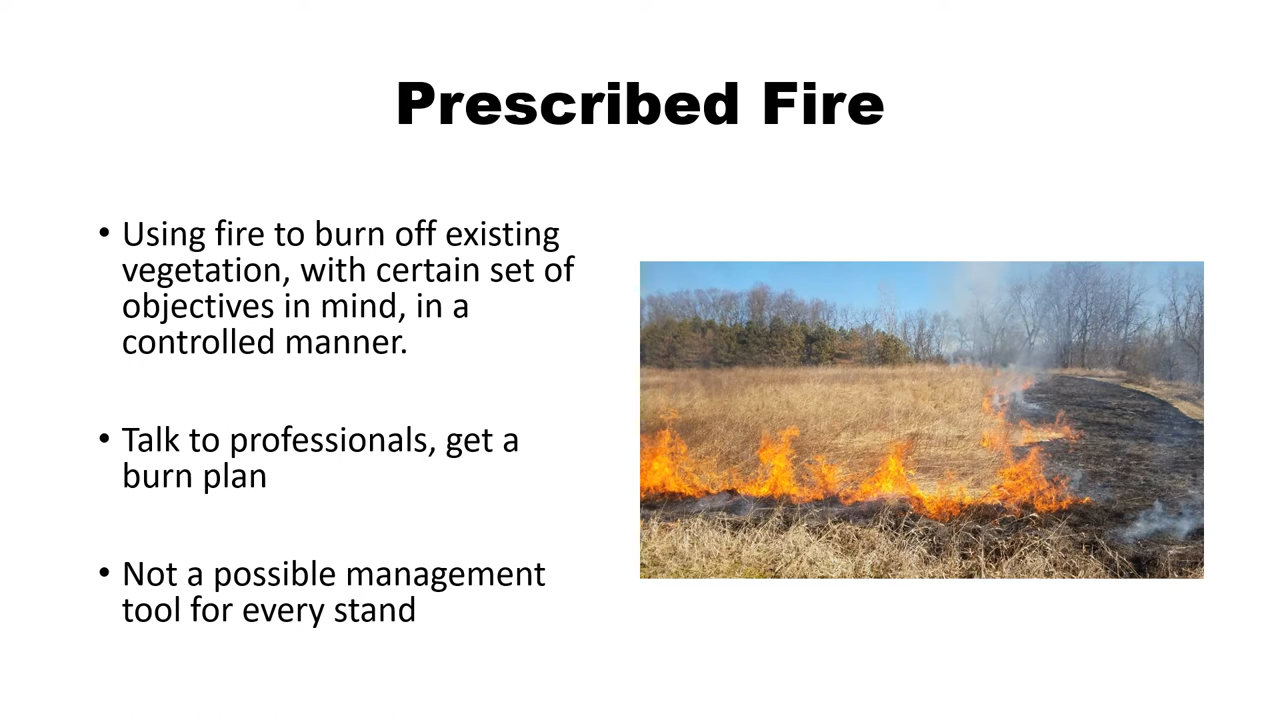 Prescribed Fire
• Using fire to burn off existing
vegetation, with certain set of
objectives in mind, in a
controlled manner.
• Talk to professionals, get a
burn plan
• Not a possible management
tool for every stand